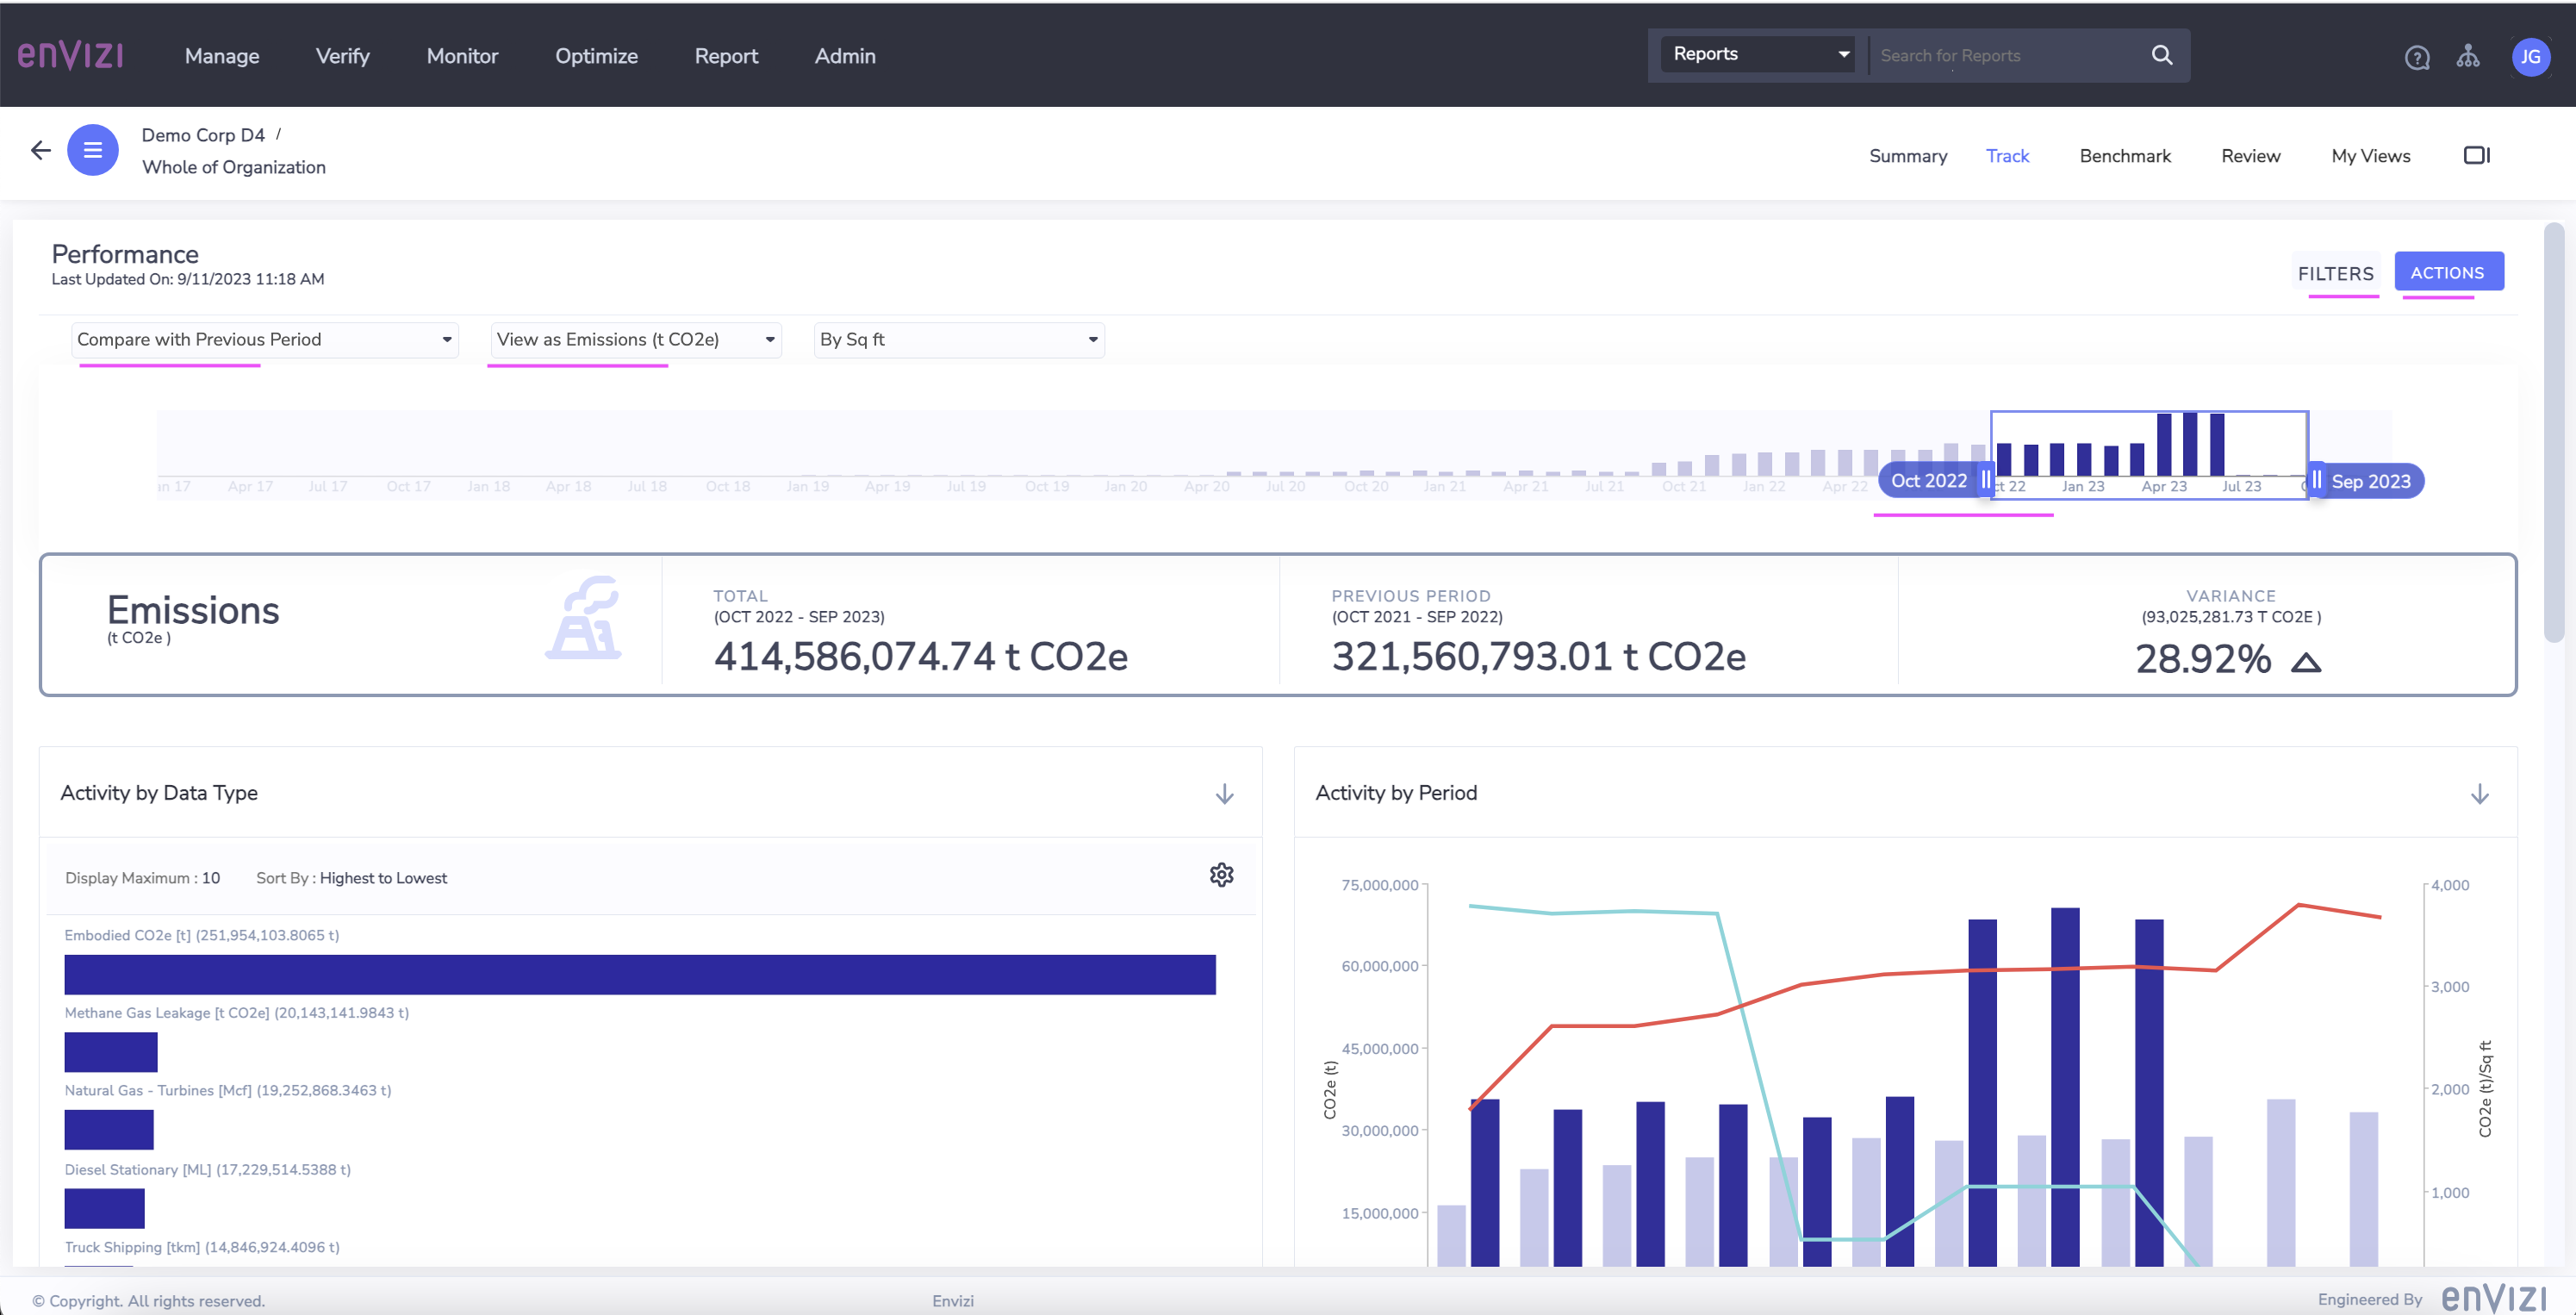 enVizi
Manage Verify Monitor Optimize Report Admin
Reports Search for Reports
JG
Demo Corp D4 /
Whole of Organization
Summary Track Benchmark Review My Views
Performance
Last Updated On: 9/11/2023 11:18 AM
FILTERS ACTIONS
Compare with Previous Period View as Emissions (t CO2e) By Sq ft
Apr 17 Jul 17 Oct 17 Jan 18 Apr 18 Jul 18 Oct 18 Jan 19 Apr 19 Jul 19 Oct 19 Jan 20 Apr 20 Jul 20 Oct 20 Jan 21 Apr 21 Jul 21 Oct 21 Jan 22 Apr 22 Oct 2022 ct 22 Jan 23 Apr 23 Jul 23 Sep 2023
Emissions
(t CO2e )
TOTAL
(OCT 2022 - SEP 2023)
414,586,074.74 t CO2e
PREVIOUS PERIOD
(OCT 2021 - SEP 2022)
321,560,793.01 t CO2e
VARIANCE
(93,025,281.73 T CO2E )
28.92%
Activity by Data Type
Display Maximum : 10 Sort By : Highest to Lowest
Embodied CO2e [t] (251,954,103.8065 t)
Methane Gas Leakage [t CO2e] (20,143,141.9843 t)
Natural Gas - Turbines [Mcf] (19,252,868.3463 t)
Diesel Stationary [ML] (17,229,514.5388 t)
Truck Shipping [tkm] (14,846,924.4096 t)
Activity by Period
75,000,000
60,000,000
45,000,000
30,000,000
15,000,000
CO2e (t)
4,000
3,000
2,000
1,000
CO2e (t)/Sq ft
© Copyright. All rights reserved.
Envizi
Engineered By enVizi